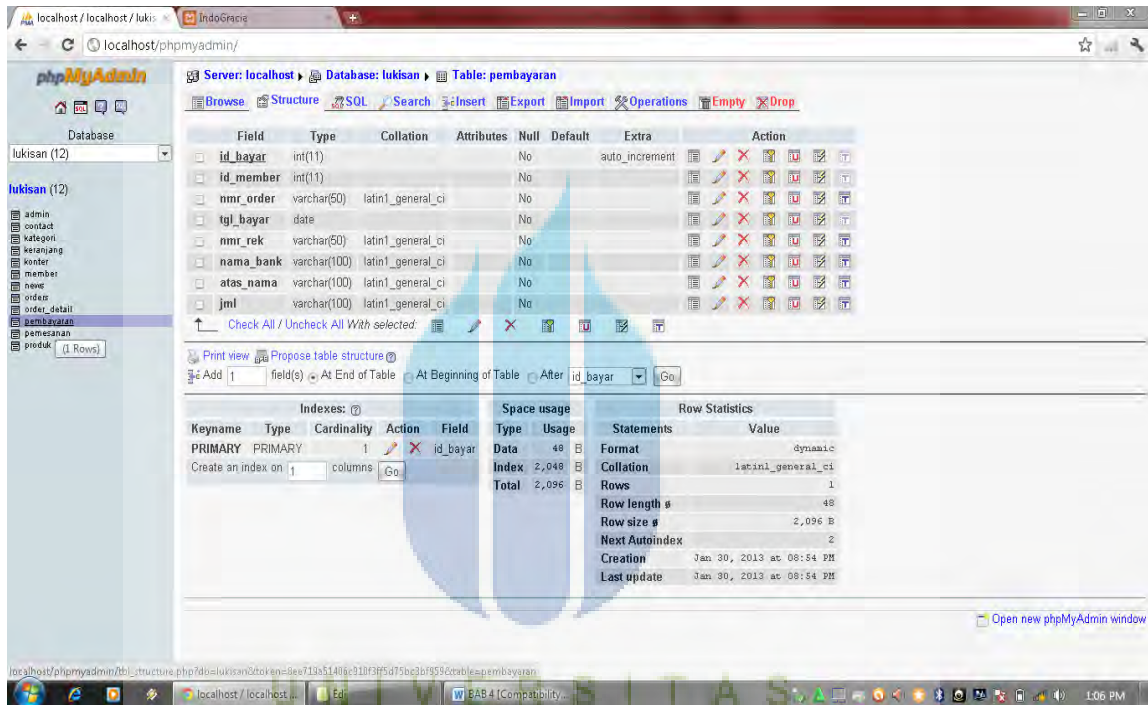 localhost / localhost / lukis
IndoGracia
localhost/phpmyadmin/
phpMyAdmin
Database
lukisan (12)
lukisan (12)
admin
contact
kategori
keranjang
konter
member
news
orders
order_detail
pembayaran
pemesanan
produk
(1 Rows)
Server: localhost Database: lukisan Table: pembayaran
Browse Structure SQL Search Insert Export Import Operations Empty Drop
Field Type Collation Attributes Null Default Extra Action
id_bayar int(11) No auto_increment
id_member int(11) No
nmr_order varchar(50) latin1_general_ci No
tgl_bayar date No
nmr_rek varchar(50) latin1_general_ci No
nama_bank varchar(100) latin1_general_ci No
atas_nama varchar(100) latin1_general_ci No
jml varchar(100) latin1_general_ci No
Check All / Uncheck All With selected:
Print view Propose table structure
Add 1 field(s) At End of Table At Beginning of Table After id_bayar Go
Indexes:
Keyname Type Cardinality Action Field
PRIMARY PRIMARY 1 id_bayar
Create an index on 1 columns Go
Space usage
Type Usage
Data 48 B
Index 2,048 B
Total 2,096 B
Row Statistics
Statements Value
Format dynamic
Collation latin1_general_ci
Rows 1
Row length ø 48
Row size ø 2,096 B
Next Autoindex 2
Creation Jan 30, 2013 at 08:54 PM
Last update Jan 30, 2013 at 08:54 PM
Open new phpMyAdmin window
localhost / localhost ...
Edi
BAB 4 [Compatibility...
UNIVERSITAS
1:06 PM